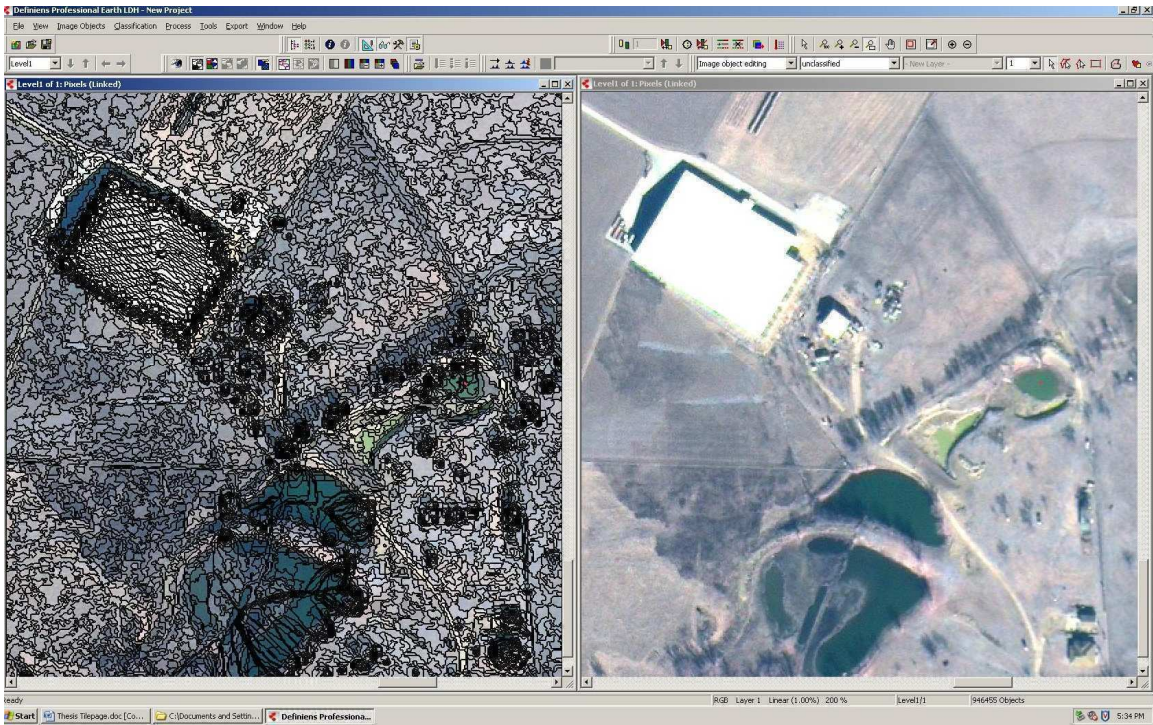 Definiens Professional Earth LDH - New Project
File View Image Objects Classification Process Tools Export Window Help
1
Level1 Image object editing unclassified - New Layer - 1
Level1 of 1: Pixels (Linked) Level1 of 1: Pixels (Linked)
Ready RGB Layer 1 Linear (1.00%) 200 % Level1/1 946455 Objects
Start Thesis Tilepage.doc [Co... C:\Documents and Settin... Definiens Professiona... 5:34 PM